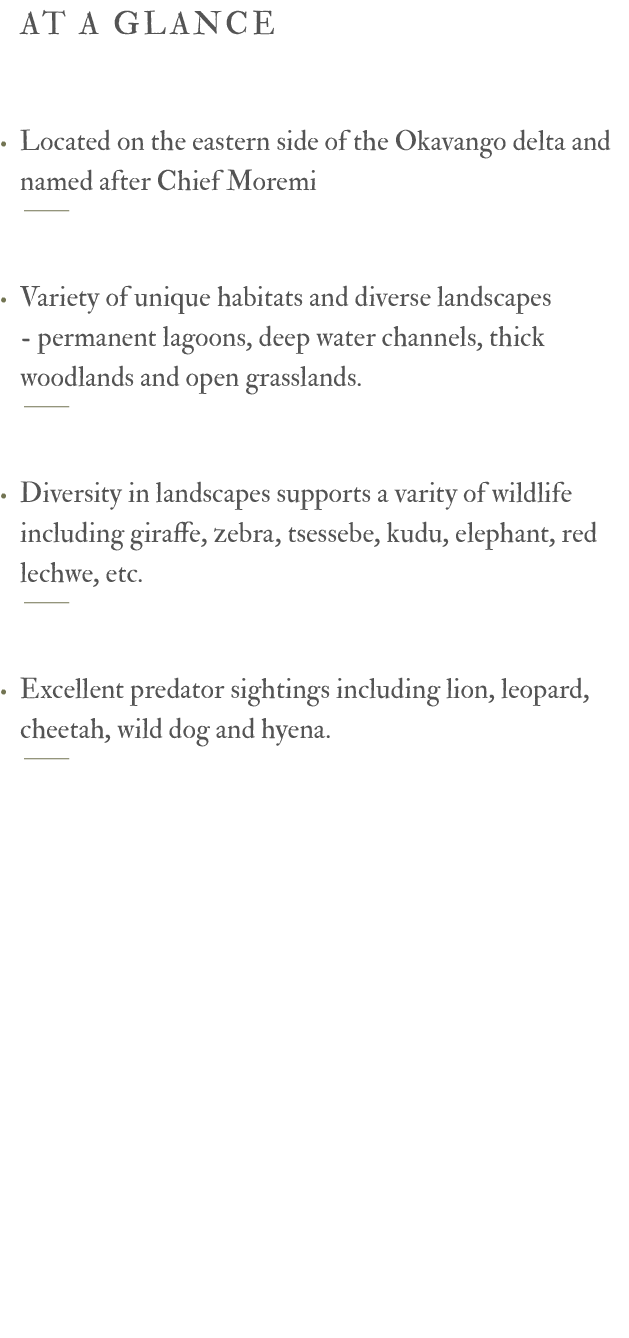 AT A GLANCE
• Located on the eastern side of the Okavango delta and
named after Chief Moremi
• Variety of unique habitats and diverse landscapes
- permanent lagoons, deep water channels, thick
woodlands and open grasslands.
• Diversity in landscapes supports a varity of wildlife
including giraffe, zebra, tsessebe, kudu, elephant, red
lechwe, etc.
• Excellent predator sightings including lion, leopard,
cheetah, wild dog and hyena.